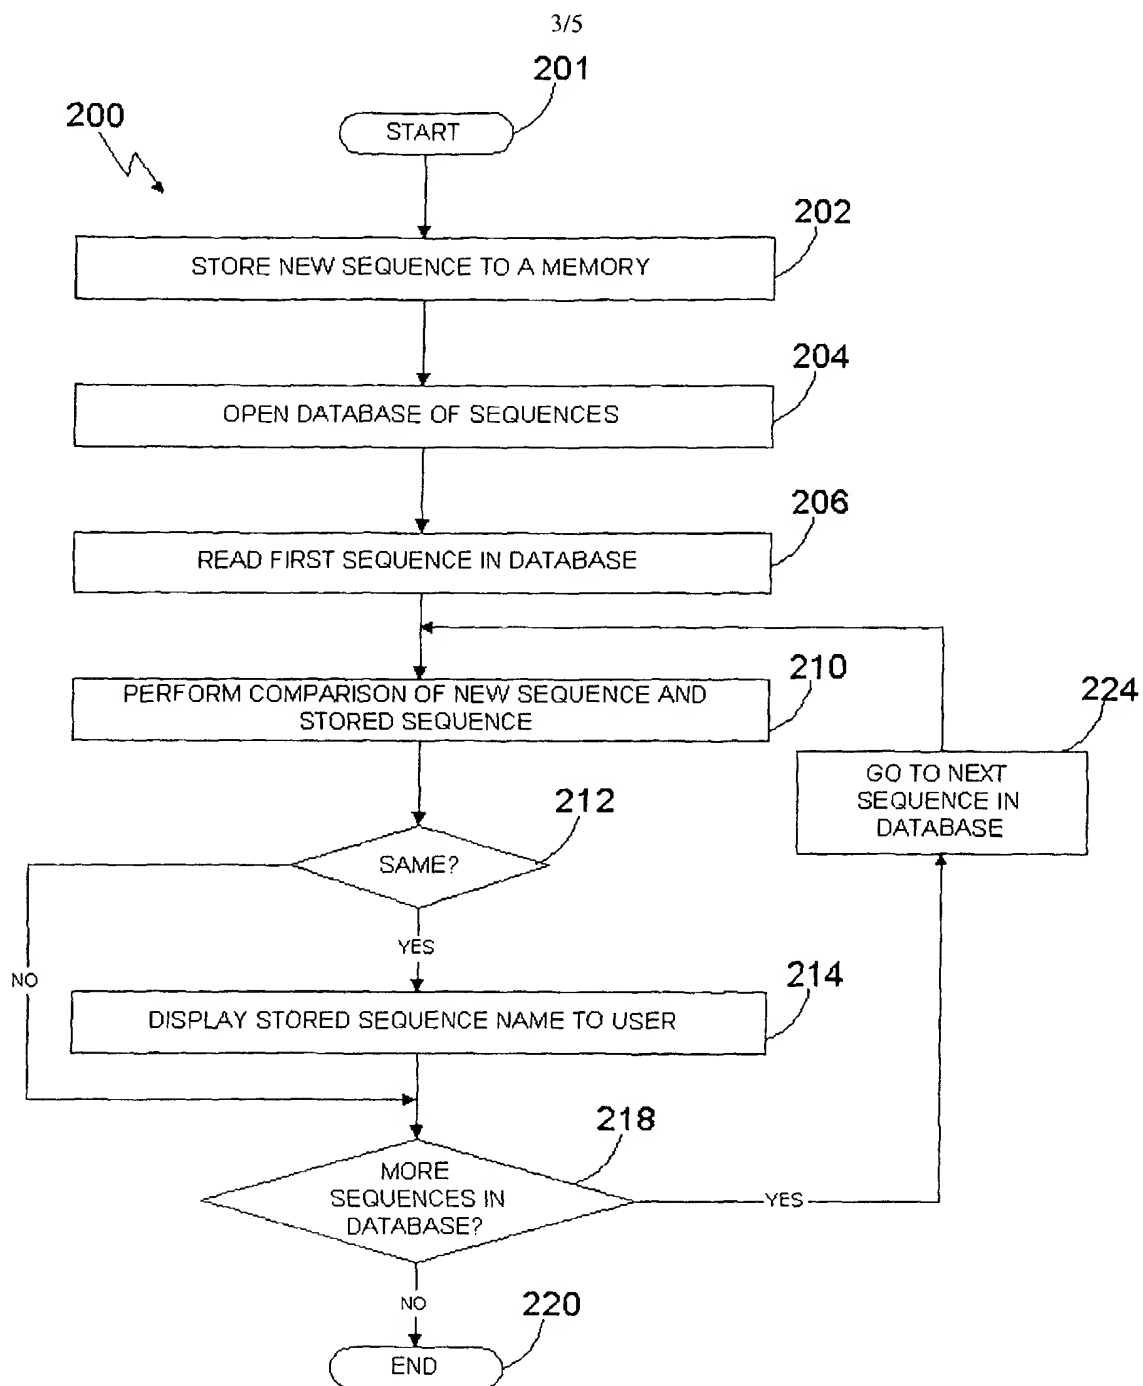 3/5
201
200
START
202
STORE NEW SEQUENCE TO A MEMORY
204
OPEN DATABASE OF SEQUENCES
206
READ FIRST SEQUENCE IN DATABASE
210
PERFORM COMPARISON OF NEW SEQUENCE AND
STORED SEQUENCE
224
GO TO NEXT
SEQUENCE IN
DATABASE
212
SAME?
YES
NO
214
DISPLAY STORED SEQUENCE NAME TO USER
218
MORE
SEQUENCES IN
DATABASE?
YES
NO
220
END